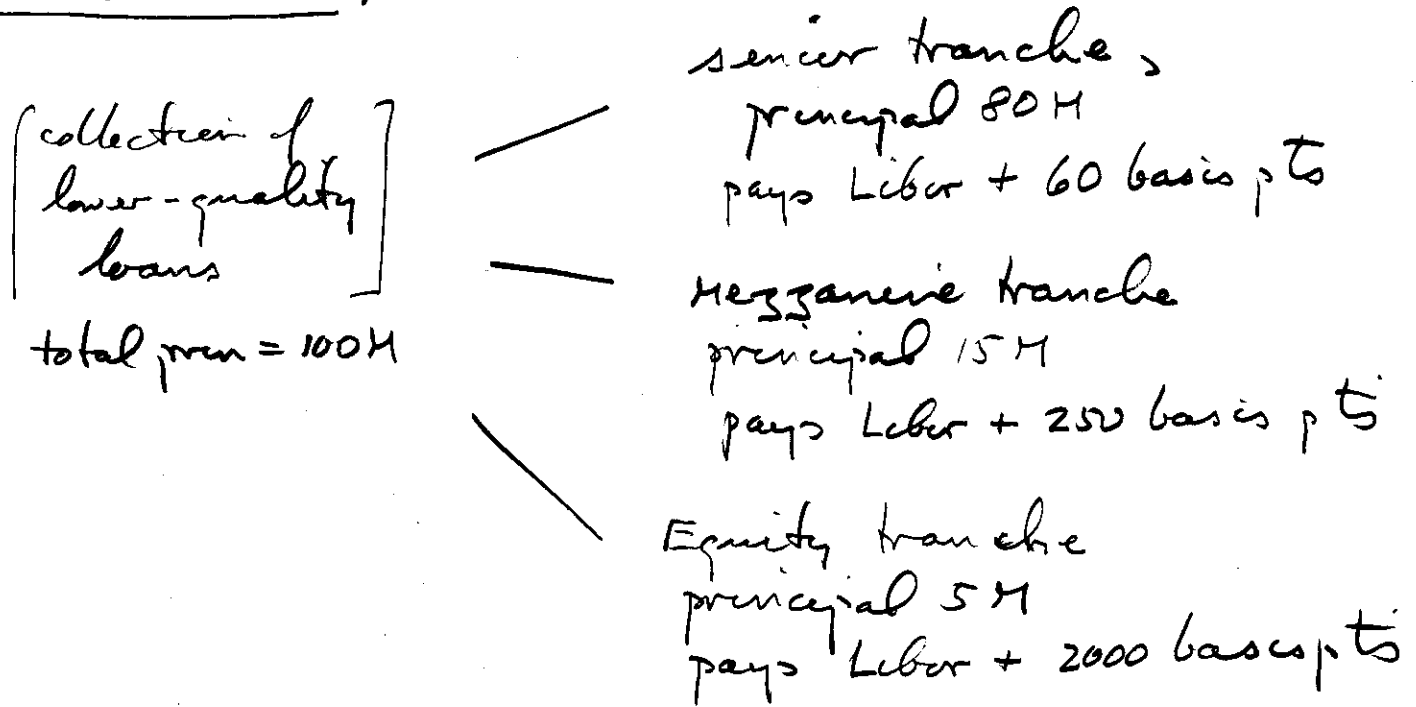 collection of
lower-quality
loans
total prin = 100M
senior tranche,
principal 80M
pays Libor + 60 basis pts
Mezzanine tranche
principal 15M
pays Libor + 250 basis pts
Equity tranche
principal 5M
pays Libor + 2000 basis pts